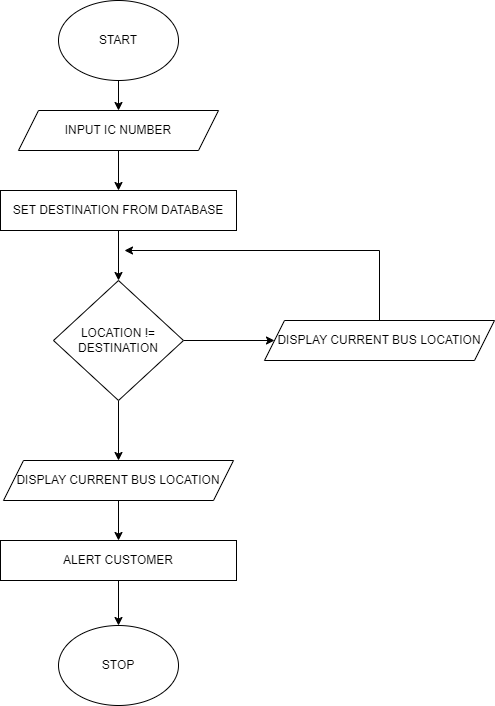 START
INPUT IC NUMBER
SET DESTINATION FROM DATABASE
LOCATION !=
DESTINATION
DISPLAY CURRENT BUS LOCATION
DISPLAY CURRENT BUS LOCATION
ALERT CUSTOMER
STOP